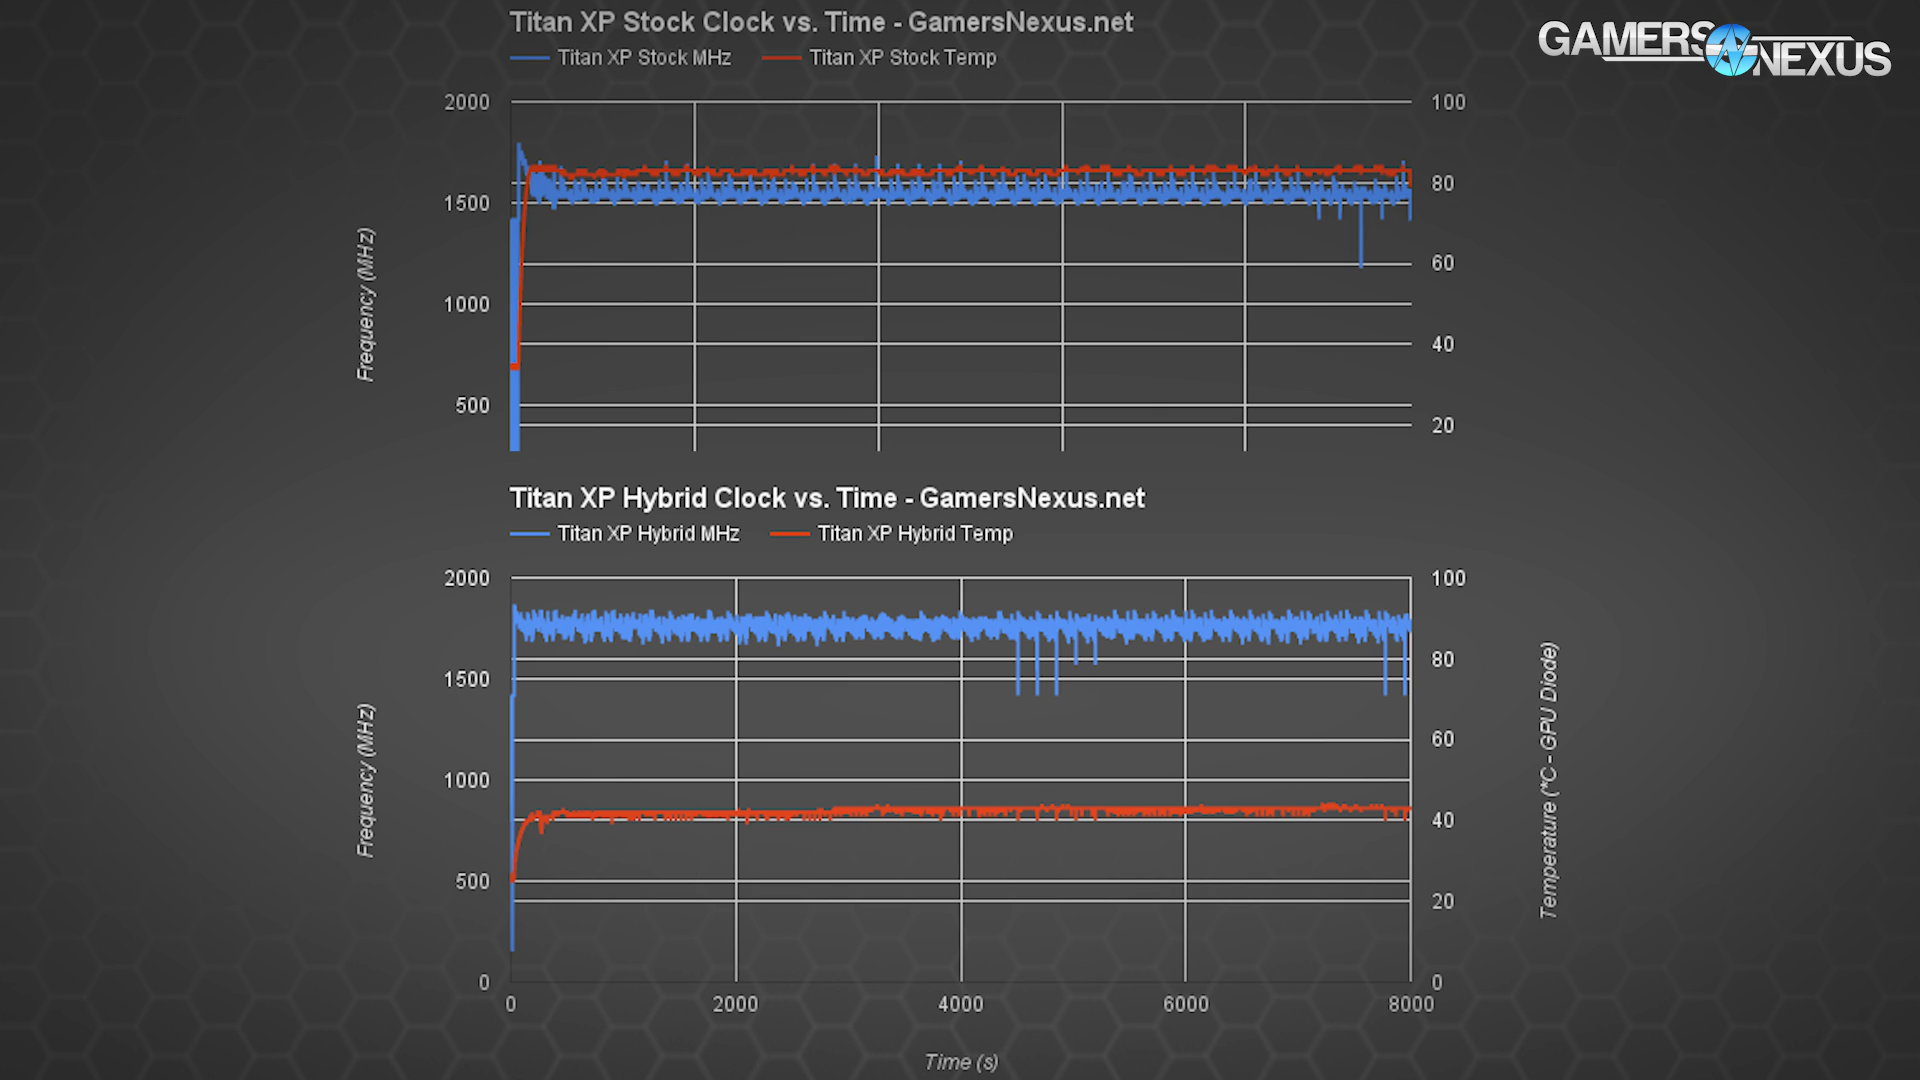 Titan XP Stock Clock vs. Time - GamersNexus.net
Titan XP Stock MHz Titan XP Stock Temp
GAMERS NEXUS
2000 100
1500 80
60
1000
40
500
20
Frequency (MHz)
Titan XP Hybrid Clock vs. Time - GamersNexus.net
Titan XP Hybrid MHz Titan XP Hybrid Temp
2000 100
80
1500
60
1000
40
500
20
0 0
Frequency (MHz)
Temperature (*C - GPU Diode)
0 2000 4000 6000 8000
Time (s)